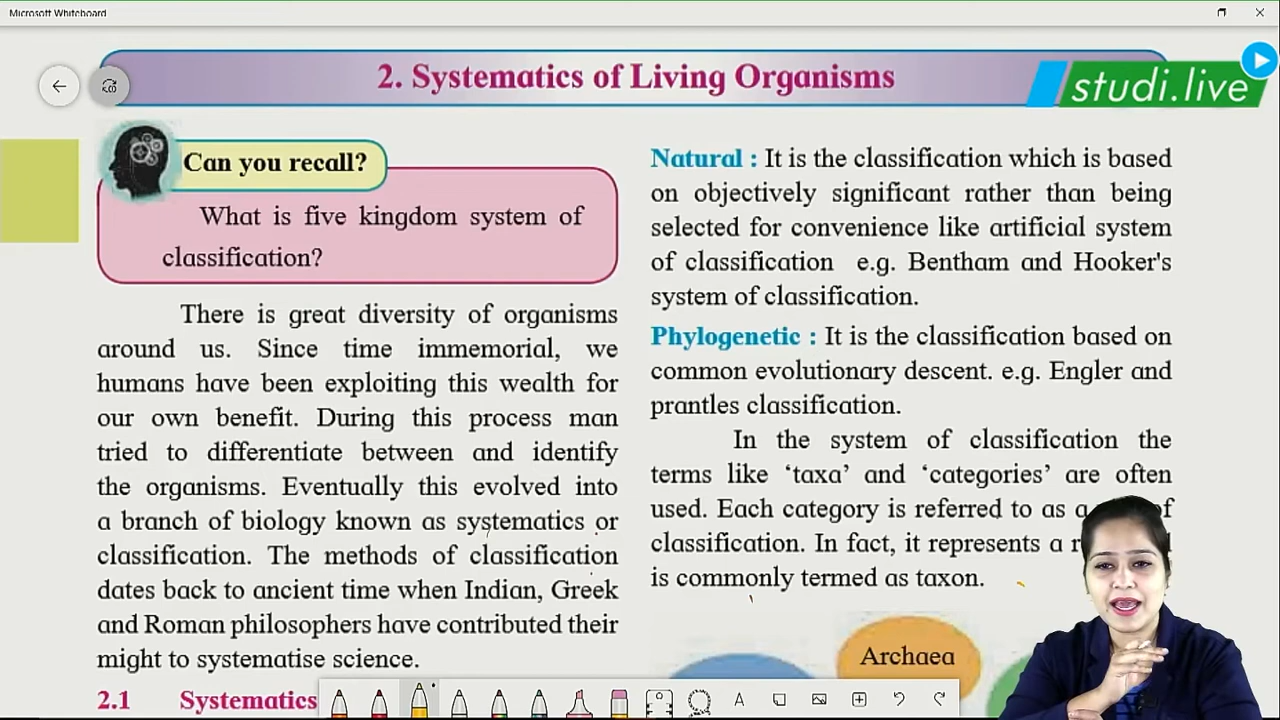 Microsoft Whiteboard
2. Systematics of Living Organisms
studi.live
Can you recall?
What is five kingdom system of
classification?
There is great diversity of organisms
around us. Since time immemorial, we
humans have been exploiting this wealth for
our own benefit. During this process man
tried to differentiate between and identify
the organisms. Eventually this evolved into
a branch of biology known as systematics or
classification. The methods of classification
dates back to ancient time when Indian, Greek
and Roman philosophers have contributed their
might to systematise science.
2.1 Systematics
Natural : It is the classification which is based
on objectively significant rather than being
selected for convenience like artificial system
of classification e.g. Bentham and Hooker's
system of classification.
Phylogenetic : It is the classification based on
common evolutionary descent. e.g. Engler and
prantles classification.
In the system of classification the
terms like ‘taxa’ and ‘categories’ are often
used. Each category is referred to as a of
classification. In fact, it represents a
is commonly termed as taxon.
Archaea